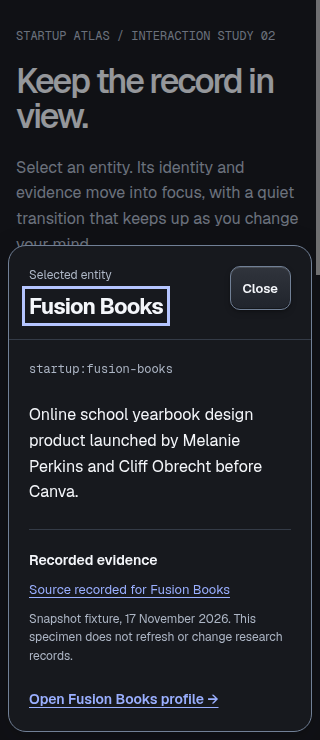 STARTUP ATLAS / INTERACTION STUDY 02
Keep the record in
view.
Select an entity. Its identity and
evidence move into focus, with a quiet
transition that keeps up as you change
your mind.
Selected entity
Fusion Books
Close
startup:fusion-books
Online school yearbook design
product launched by Melanie
Perkins and Cliff Obrecht before
Canva.
Recorded evidence
Source recorded for Fusion Books
Snapshot fixture, 17 November 2026. This
specimen does not refresh or change research
records.
Open Fusion Books profile →